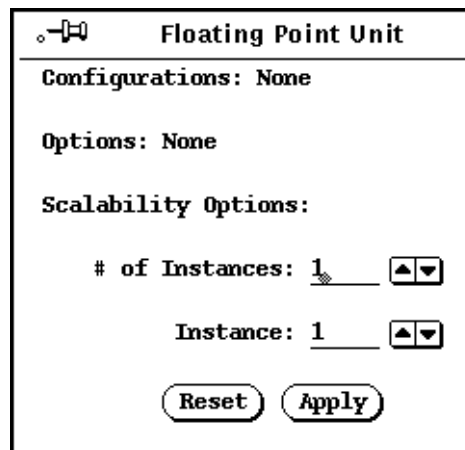 Floating Point Unit
Configurations: None
Options: None
Scalability Options:
# of Instances: 1
Instance: 1
Reset Apply